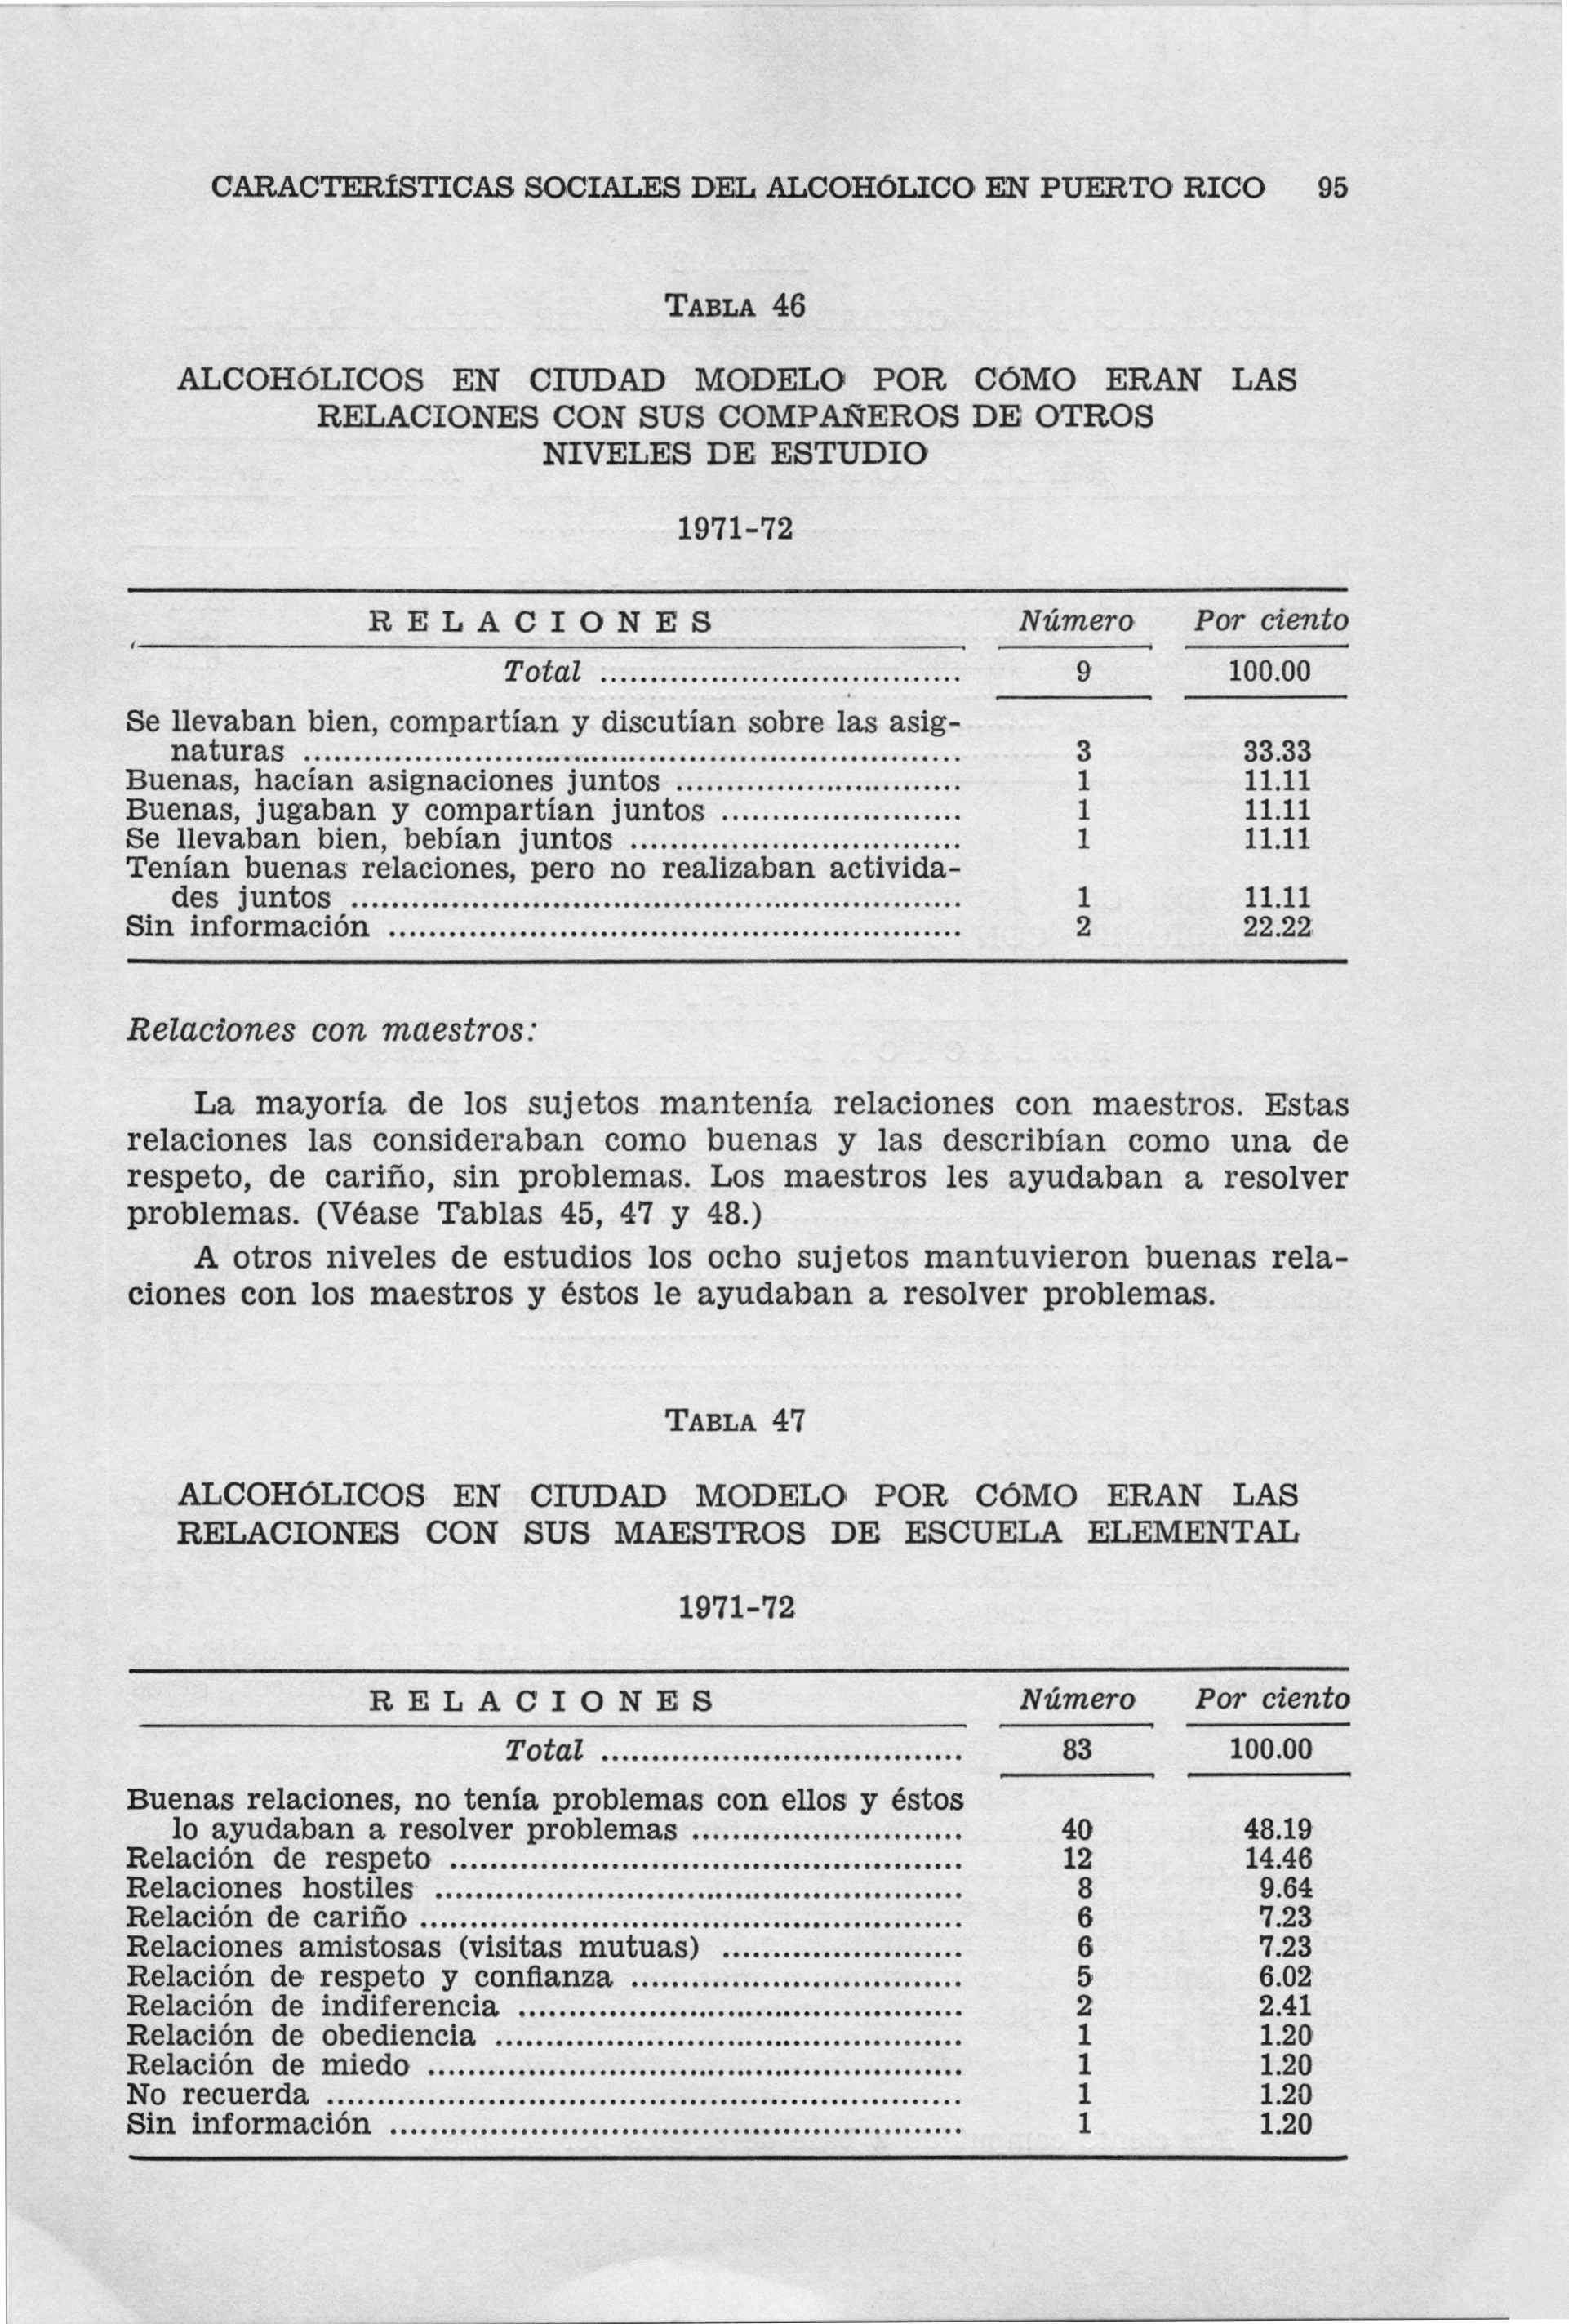 CARACTERÍSTICAS SOCIALES DEL ALCOHÓLICO EN PUERTO RICO 95
TABLA 46
ALCOHÓLICOS EN CIUDAD MODELO POR CÓMO ERAN LAS
RELACIONES CON SUS COMPAÑEROS DE OTROS
NIVELES DE ESTUDIO
1971-72
RELACIONES Número Por ciento
Total .................................... 9 100.00
Se llevaban bien, compartían y discutían sobre las asig-
naturas .................................................................. 3 33.33
Buenas, hacían asignaciones juntos ............................ 1 11.11
Buenas, jugaban y compartían juntos ........................ 1 11.11
Se llevaban bien, bebían juntos ................................. 1 11.11
Tenían buenas relaciones, pero no realizaban activida-
des juntos ............................................................. 1 11.11
Sin información ......................................................... 2 22.22
Relaciones con maestros:
La mayoría de los sujetos mantenía relaciones con maestros. Estas
relaciones las consideraban como buenas y las describían como una de
respeto, de cariño, sin problemas. Los maestros les ayudaban a resolver
problemas. (Véase Tablas 45, 47 y 48.)
A otros niveles de estudios los ocho sujetos mantuvieron buenas rela-
ciones con los maestros y éstos le ayudaban a resolver problemas.
TABLA 47
ALCOHÓLICOS EN CIUDAD MODELO POR CÓMO ERAN LAS
RELACIONES CON SUS MAESTROS DE ESCUELA ELEMENTAL
1971-72
RELACIONES Número Por ciento
Total .................................... 83 100.00
Buenas relaciones, no tenía problemas con ellos y éstos
lo ayudaban a resolver problemas ........................... 40 48.19
Relación de respeto ................................................... 12 14.46
Relaciones hostiles ..................................................... 8 9.64
Relación de cariño ...................................................... 6 7.23
Relaciones amistosas (visitas mutuas) ........................ 6 7.23
Relación de respeto y confianza ................................. 5 6.02
Relación de indiferencia ............................................ 2 2.41
Relación de obediencia .............................................. 1 1.20
Relación de miedo ..................................................... 1 1.20
No recuerda ............................................................... 1 1.20
Sin información ......................................................... 1 1.20